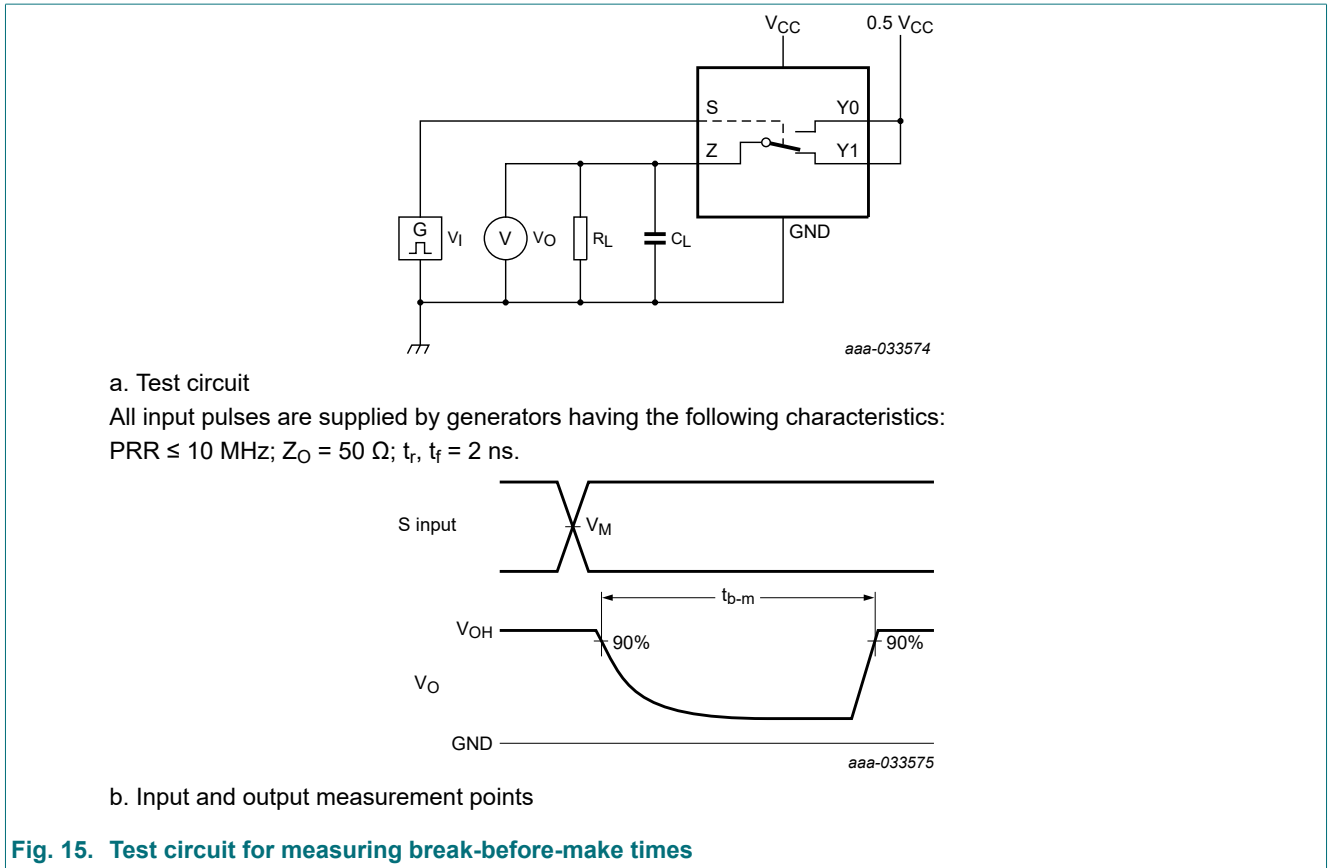 VCC 0.5 VCC
S Y0
Z Y1
G VI V VO RL CL GND
aaa-033574
a. Test circuit
All input pulses are supplied by generators having the following characteristics:
PRR ≤ 10 MHz; ZO = 50 Ω; tr, tf = 2 ns.
S input VM
tb-m
VOH 90% 90%
VO
GND
aaa-033575
b. Input and output measurement points
Fig. 15. Test circuit for measuring break-before-make times